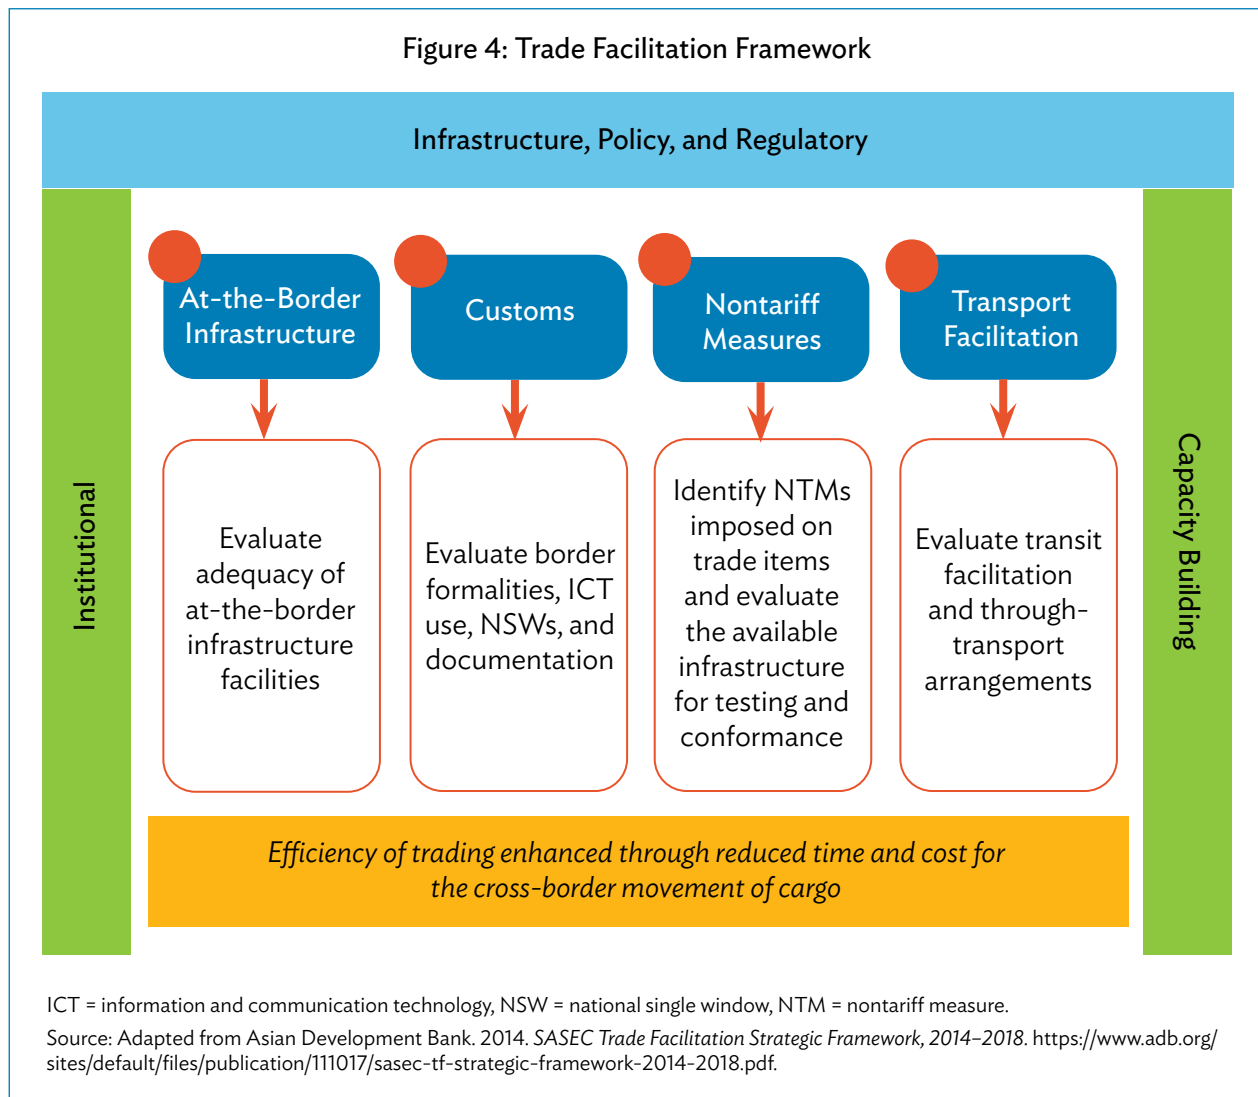 Figure 4: Trade Facilitation Framework
Infrastructure, Policy, and Regulatory
Institutional
At-the-Border
Infrastructure
Customs
Nontariff
Measures
Transport
Facilitation
Evaluate
adequacy of
at-the-border
infrastructure
facilities
Evaluate border
formalities, ICT
use, NSWs, and
documentation
Identify NTMs
imposed on
trade items
and evaluate
the available
infrastructure
for testing and
conformance
Evaluate transit
facilitation
and through-
transport
arrangements
Capacity Building
Efficiency of trading enhanced through reduced time and cost for
the cross-border movement of cargo
ICT = information and communication technology, NSW = national single window, NTM = nontariff measure.
Source: Adapted from Asian Development Bank. 2014. SASEC Trade Facilitation Strategic Framework, 2014–2018. https://www.adb.org/
sites/default/files/publication/111017/sasec-tf-strategic-framework-2014-2018.pdf.